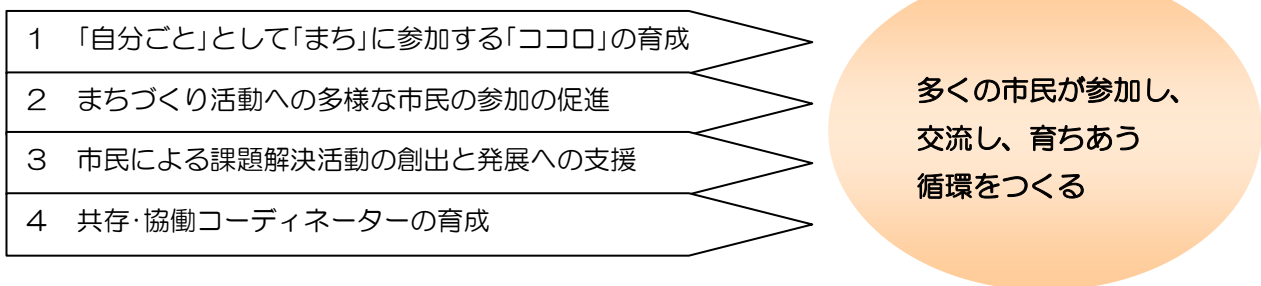 １　「自分ごと」として「まち」に参加する「ココロ」の育成
２　まちづくり活動への多様な市民の参加の促進
３　市民による課題解決活動の創出と発展への支援
４　共存・協働コーディネーターの育成
多くの市民が参加し、
交流し、育ちあう
循環をつくる